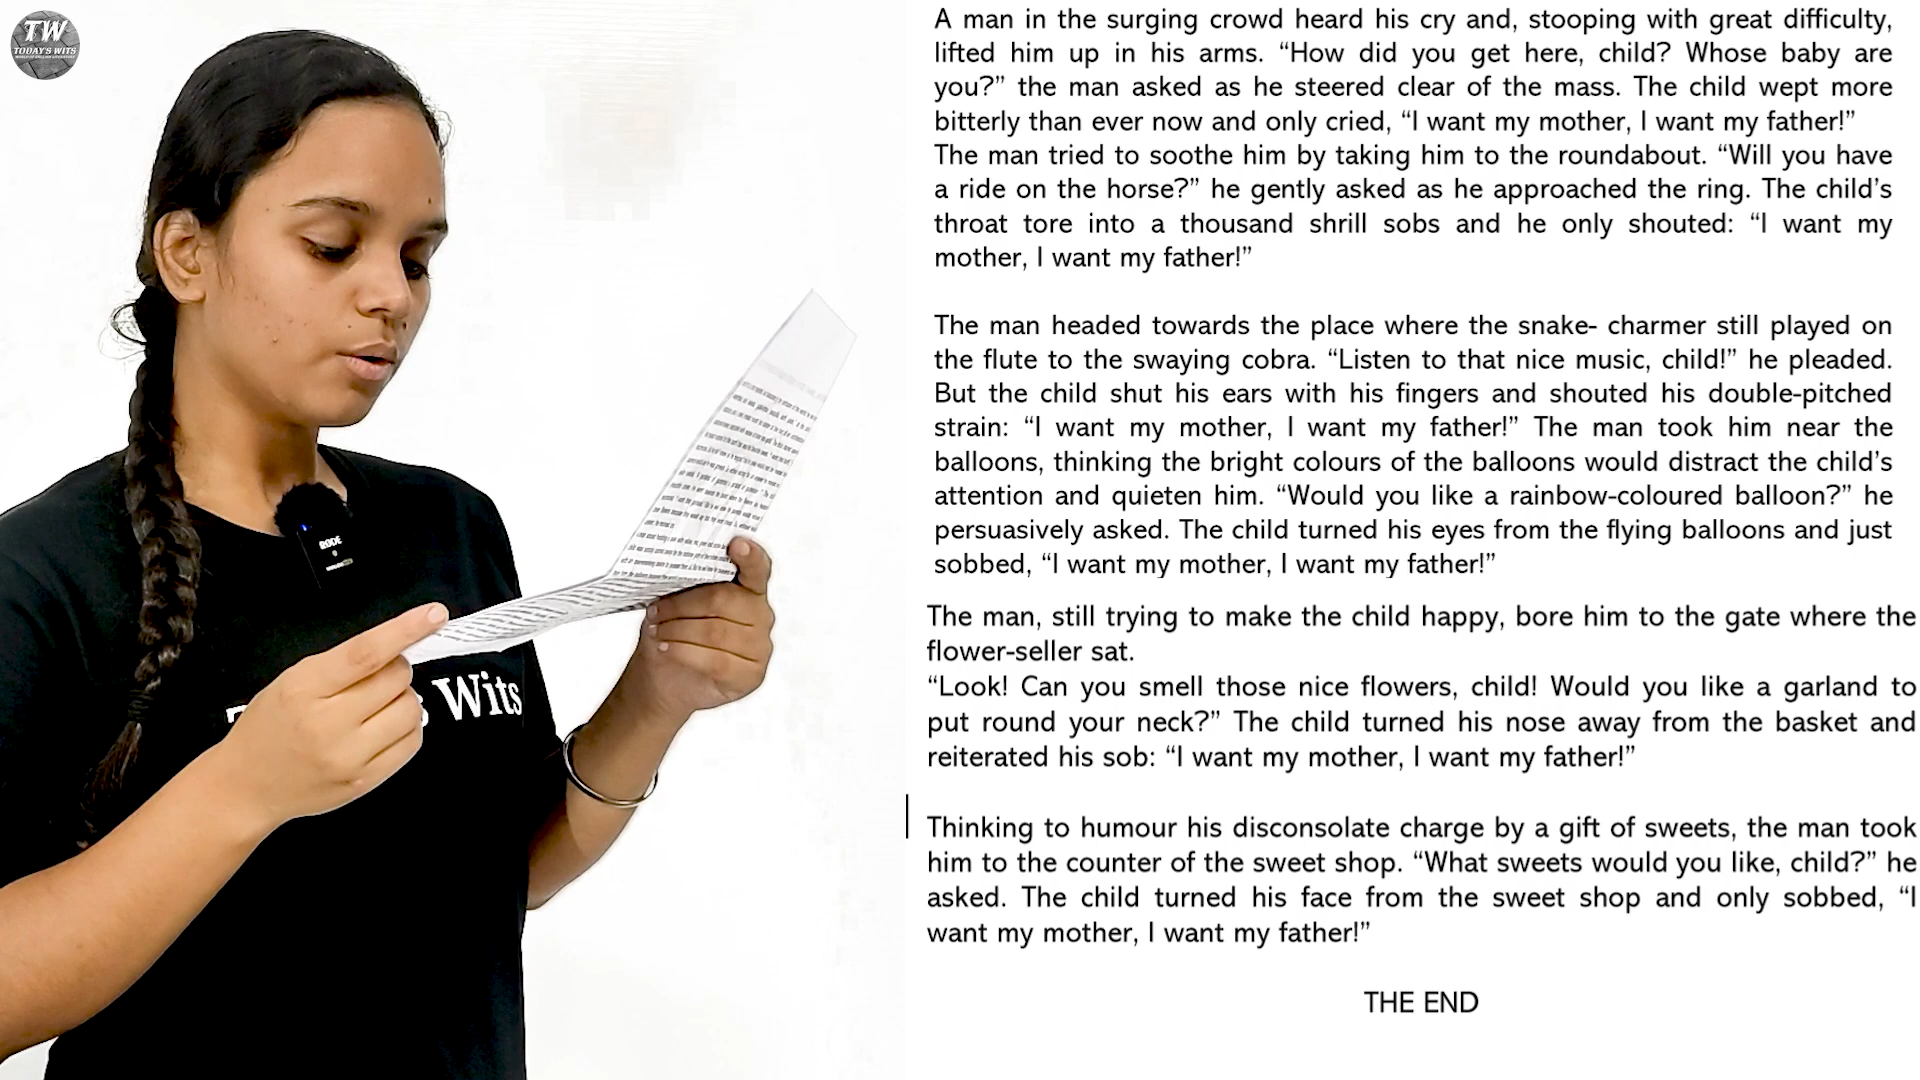 TW
TODAY'S WITS
A man in the surging crowd heard his cry and, stooping with great difficulty,
lifted him up in his arms. “How did you get here, child? Whose baby are
you?” the man asked as he steered clear of the mass. The child wept more
bitterly than ever now and only cried, “I want my mother, I want my father!”
The man tried to soothe him by taking him to the roundabout. “Will you have
a ride on the horse?” he gently asked as he approached the ring. The child’s
throat tore into a thousand shrill sobs and he only shouted: “I want my
mother, I want my father!”
The man headed towards the place where the snake- charmer still played on
the flute to the swaying cobra. “Listen to that nice music, child!” he pleaded.
But the child shut his ears with his fingers and shouted his double-pitched
strain: “I want my mother, I want my father!” The man took him near the
balloons, thinking the bright colours of the balloons would distract the child’s
attention and quieten him. “Would you like a rainbow-coloured balloon?” he
persuasively asked. The child turned his eyes from the flying balloons and just
sobbed, “I want my mother, I want my father!”
The man, still trying to make the child happy, bore him to the gate where the
flower-seller sat.
“Look! Can you smell those nice flowers, child! Would you like a garland to
put round your neck?” The child turned his nose away from the basket and
reiterated his sob: “I want my mother, I want my father!”
Thinking to humour his disconsolate charge by a gift of sweets, the man took
him to the counter of the sweet shop. “What sweets would you like, child?” he
asked. The child turned his face from the sweet shop and only sobbed, “I
want my mother, I want my father!”
THE END
RODE
Wits